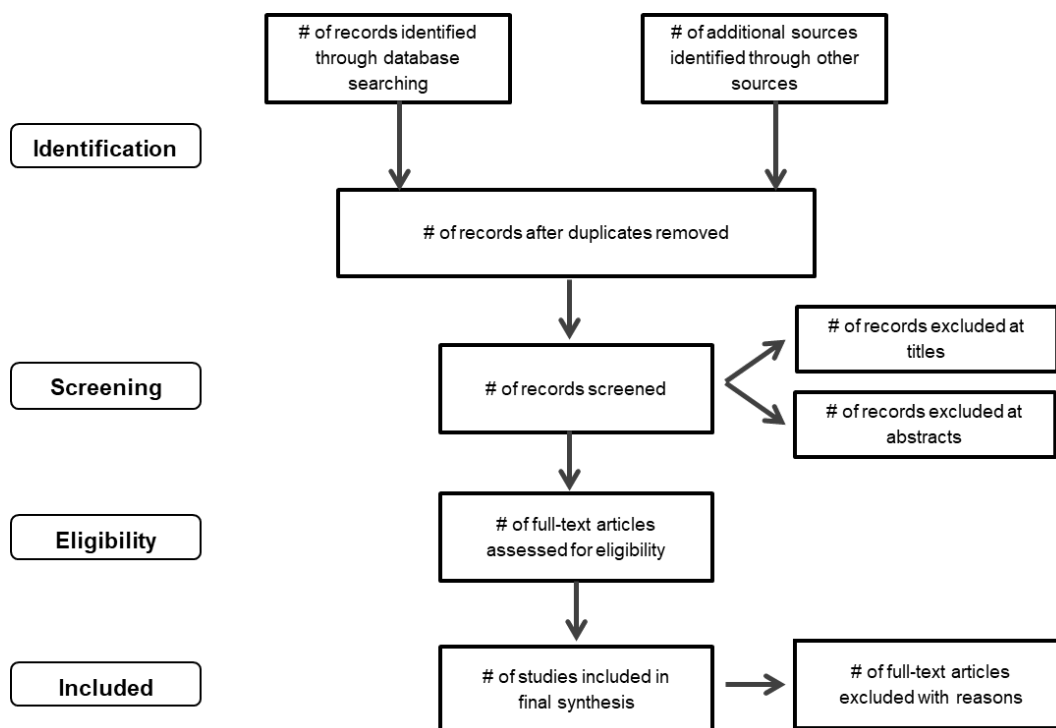 # of records identified
through database
searching
# of additional sources
identified through other
sources
Identification
# of records after duplicates removed
Screening
# of records screened
# of records excluded at
titles
# of records excluded at
abstracts
Eligibility
# of full-text articles
assessed for eligibility
Included
# of studies included in
final synthesis
# of full-text articles
excluded with reasons